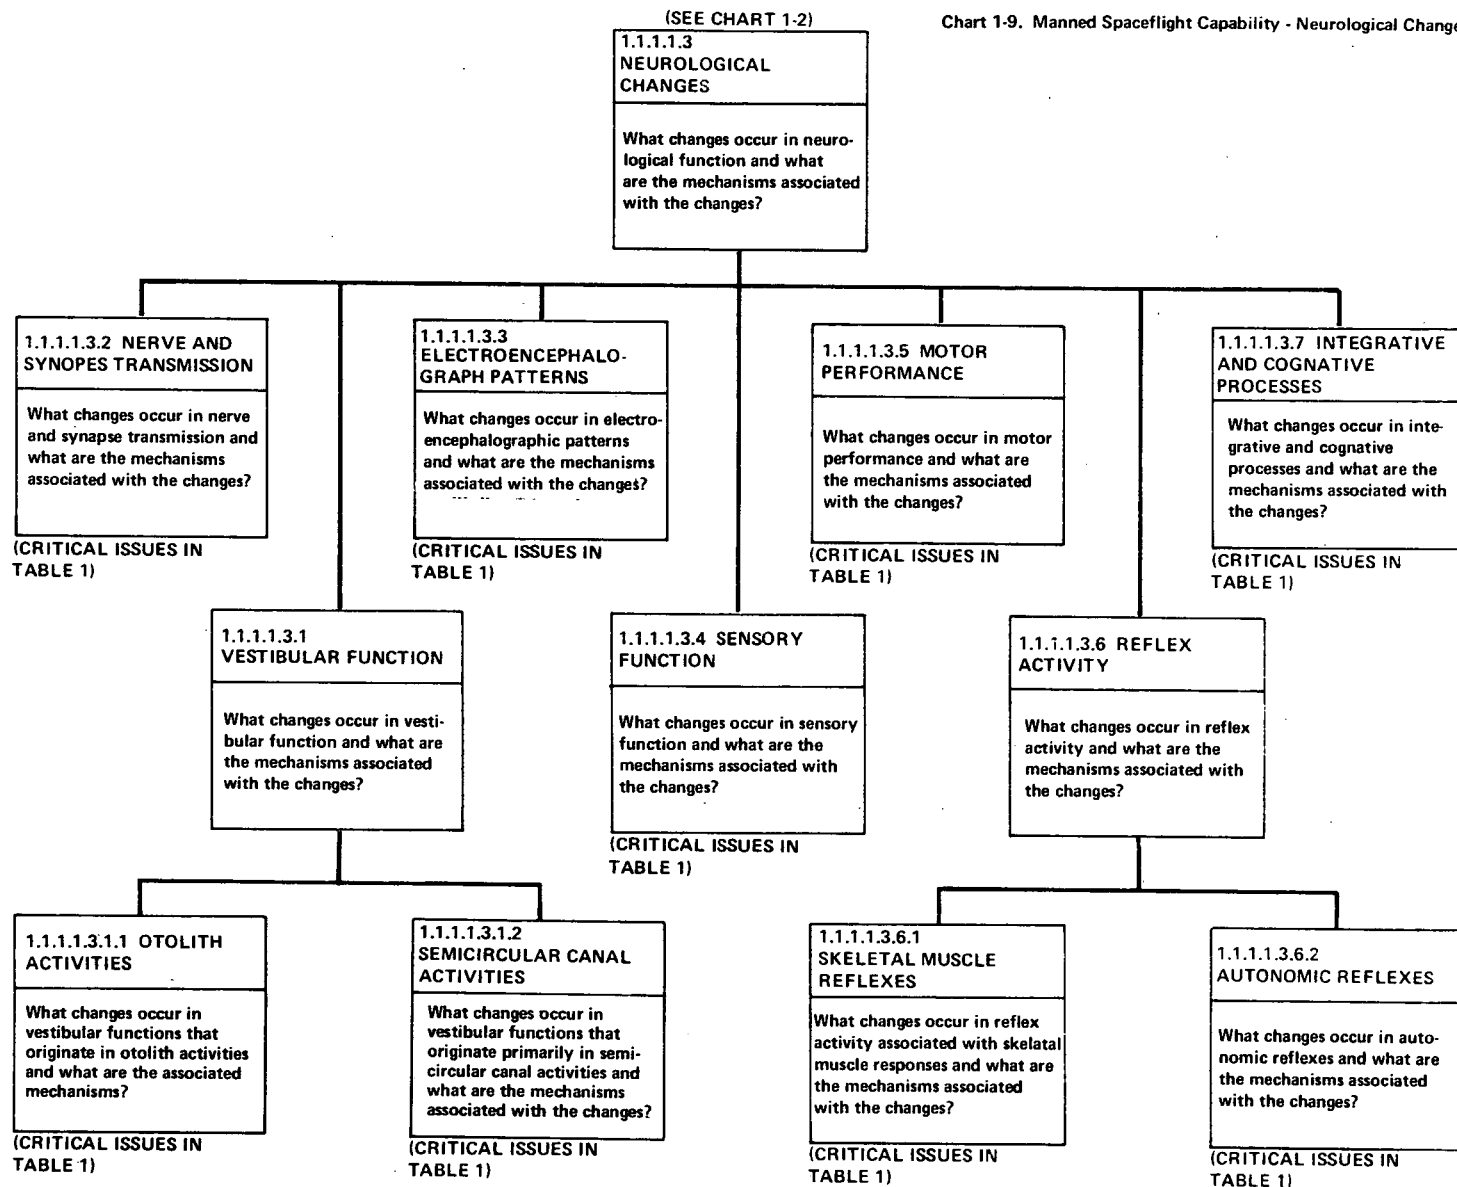 (SEE CHART 1-2)
Chart 1-9. Manned Spaceflight Capability - Neurological Change
1.1.1.1.3
NEUROLOGICAL
CHANGES
What changes occur in neuro-
logical function and what
are the mechanisms associated
with the changes?
1.1.1.1.3.2 NERVE AND
SYNOPES TRANSMISSION
What changes occur in nerve
and synapse transmission and
what are the mechanisms
associated with the changes?
(CRITICAL ISSUES IN
TABLE 1)
1.1.1.1.3.3
ELECTROENCEPHALO-
GRAPH PATTERNS
What changes occur in electro-
encephalographic patterns
and what are the mechanisms
associated with the changes?
(CRITICAL ISSUES IN
TABLE 1)
1.1.1.1.3.5 MOTOR
PERFORMANCE
What changes occur in motor
performance and what are
the mechanisms associated
with the changes?
(CRITICAL ISSUES IN
TABLE 1)
1.1.1.1.3.7 INTEGRATIVE
AND COGNATIVE
PROCESSES
What changes occur in inte-
grative and cognative
processes and what are the
mechanisms associated with
the changes?
(CRITICAL ISSUES IN
TABLE 1)
1.1.1.1.3.1
VESTIBULAR FUNCTION
What changes occur in vesti-
bular function and what are
the mechanisms associated
with the changes?
1.1.1.1.3.4 SENSORY
FUNCTION
What changes occur in sensory
function and what are the
mechanisms associated with
the changes?
(CRITICAL ISSUES IN
TABLE 1)
1.1.1.1.3.6 REFLEX
ACTIVITY
What changes occur in reflex
activity and what are the
mechanisms associated with
the changes?
1.1.1.1.3.1.1 OTOLITH
ACTIVITIES
What changes occur in
vestibular functions that
originate in otolith activities
and what are the associated
mechanisms?
(CRITICAL ISSUES IN
TABLE 1)
1.1.1.1.3.1.2
SEMICIRCULAR CANAL
ACTIVITIES
What changes occur in
vestibular functions that
originate primarily in semi-
circular canal activities and
what are the mechanisms
associated with the changes?
(CRITICAL ISSUES IN
TABLE 1)
1.1.1.1.3.6.1
SKELETAL MUSCLE
REFLEXES
What changes occur in reflex
activity associated with skelatal
muscle responses and what are
the mechanisms associated
with the changes?
(CRITICAL ISSUES IN
TABLE 1)
1.1.1.1.3.6.2
AUTONOMIC REFLEXES
What changes occur in auto-
nomic reflexes and what are
the mechanisms associated
with the changes?
(CRITICAL ISSUES IN
TABLE 1)